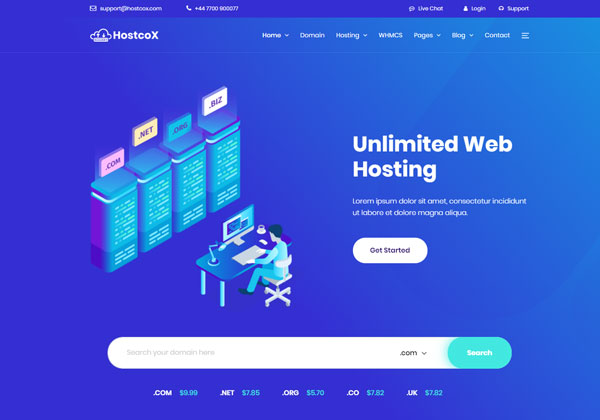 support@hostcox.com +44 7700 900077 Live Chat Login Support
HostcoX Home Domain Hosting WHMCS Pages Blog Contact
.BIZ
.ORG
.NET
.COM
Unlimited Web
Hosting
Lorem ipsum dolor sit amet, consectetur incididunt
ut labore et dolore magna aliqua.
Get Started
Search your domain here .com Search
.COM $9.99 .NET $7.85 .ORG $5.70 .CO $7.82 .UK $7.82